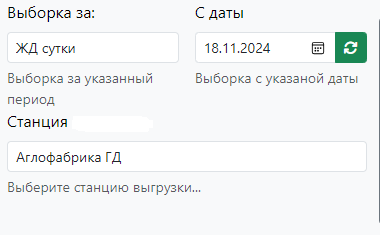 Выборка за:
С даты
ЖД сутки
18.11.2024
Выборка за указанный
период
Выборка с указаной даты
Станция
Аглофабрика ГД
Выберите станцию выгрузки...